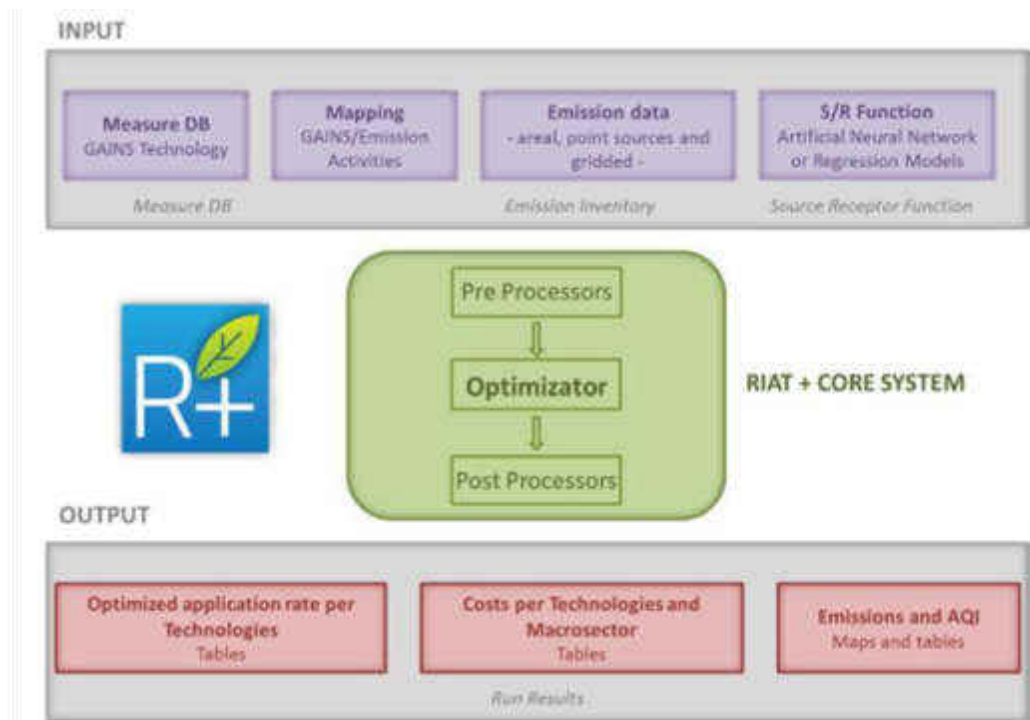 INPUT
Measure DB
GAINS Technology
Mapping
GAINS/Emission
Activities
Emission data
- areal, point sources and
gridded -
S/R Function
Artificial Neural Network
or Regression Models
Measure DB
Emission Inventory
Source Receptor Function
Pre Processors
Optimizator
Post Processors
R+
RIAT + CORE SYSTEM
OUTPUT
Optimized application rate per
Technologies
Tables
Costs per Technologies and
Macrosector
Tables
Emissions and AQI
Maps and tables
Run Results